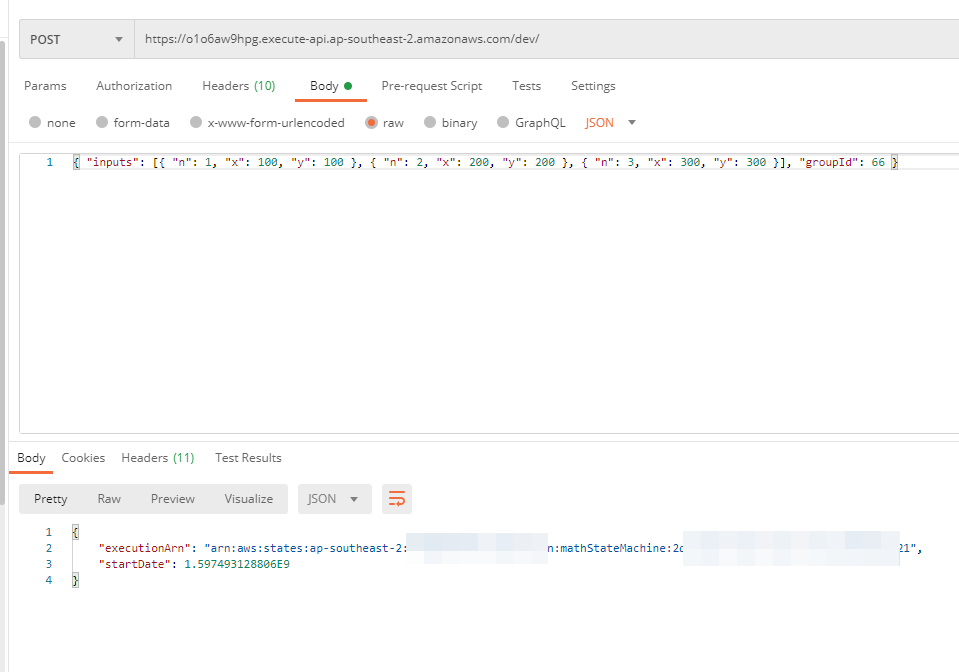 POST https://o1o6aw9hpg.execute-api.ap-southeast-2.amazonaws.com/dev/
Params Authorization Headers (10) Body Pre-request Script Tests Settings
none form-data x-www-form-urlencoded raw binary GraphQL JSON
1 { "inputs": [{ "n": 1, "x": 100, "y": 100 }, { "n": 2, "x": 200, "y": 200 }, { "n": 3, "x": 300, "y": 300 }], "groupId": 66 }
Body Cookies Headers (11) Test Results
Pretty Raw Preview Visualize JSON
1 {
2 "executionArn": "arn:aws:states:ap-southeast-2: n:mathStateMachine:2c 21",
3 "startDate": 1.597493128806E9
4 }